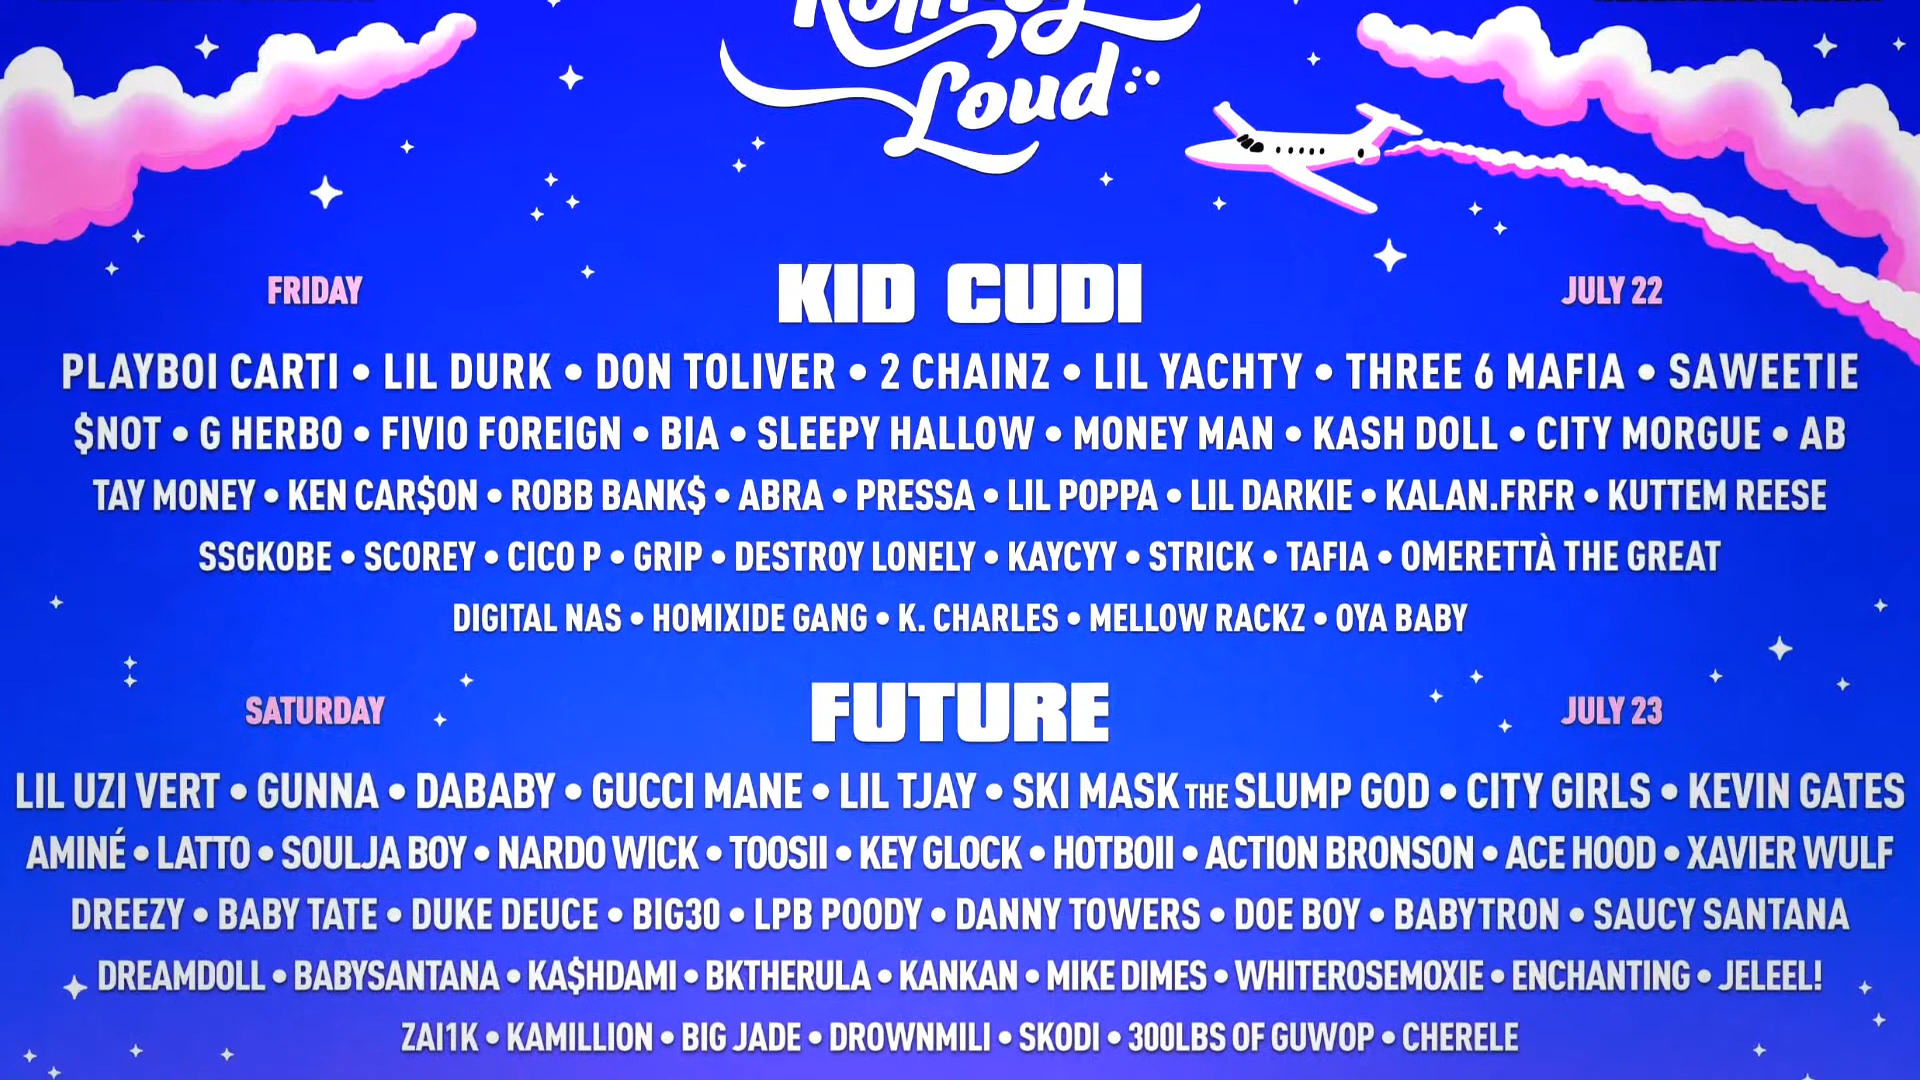 Loud
FRIDAY
KID CUDI
JULY 22
PLAYBOI CARTI • LIL DURK • DON TOLIVER • 2 CHAINZ • LIL YACHTY • THREE 6 MAFIA • SAWEETIE
$NOT • G HERBO • FIVIO FOREIGN • BIA • SLEEPY HALLOW • MONEY MAN • KASH DOLL • CITY MORGUE • AB
TAY MONEY • KEN CAR$ON • ROBB BANK$ • ABRA • PRESSA • LIL POPPA • LIL DARKIE • KALAN.FRFR • KUTTEM REESE
SSGKOBE • SCOREY • CICO P • GRIP • DESTROY LONELY • KAYCYY • STRICK • TAFIA • OMERETTÀ THE GREAT
DIGITAL NAS • HOMIXIDE GANG • K. CHARLES • MELLOW RACKZ • OYA BABY
SATURDAY
FUTURE
JULY 23
LIL UZI VERT • GUNNA • DABABY • GUCCI MANE • LIL TJAY • SKI MASK THE SLUMP GOD • CITY GIRLS • KEVIN GATES
AMINÉ • LATTO • SOULJA BOY • NARDO WICK • TOOSII • KEY GLOCK • HOTBOII • ACTION BRONSON • ACE HOOD • XAVIER WULF
DREEZY • BABY TATE • DUKE DEUCE • BIG30 • LPB POODY • DANNY TOWERS • DOE BOY • BABYTRON • SAUCY SANTANA
DREAMDOLL • BABYSANTANA • KA$HDAMI • BKTHERULA • KANKAN • MIKE DIMES • WHITEROSEMOXIE • ENCHANTING • JELEEL!
ZAI1K • KAMILLION • BIG JADE • DROWNMILI • SKODI • 300LBS OF GUWOP • CHERELE